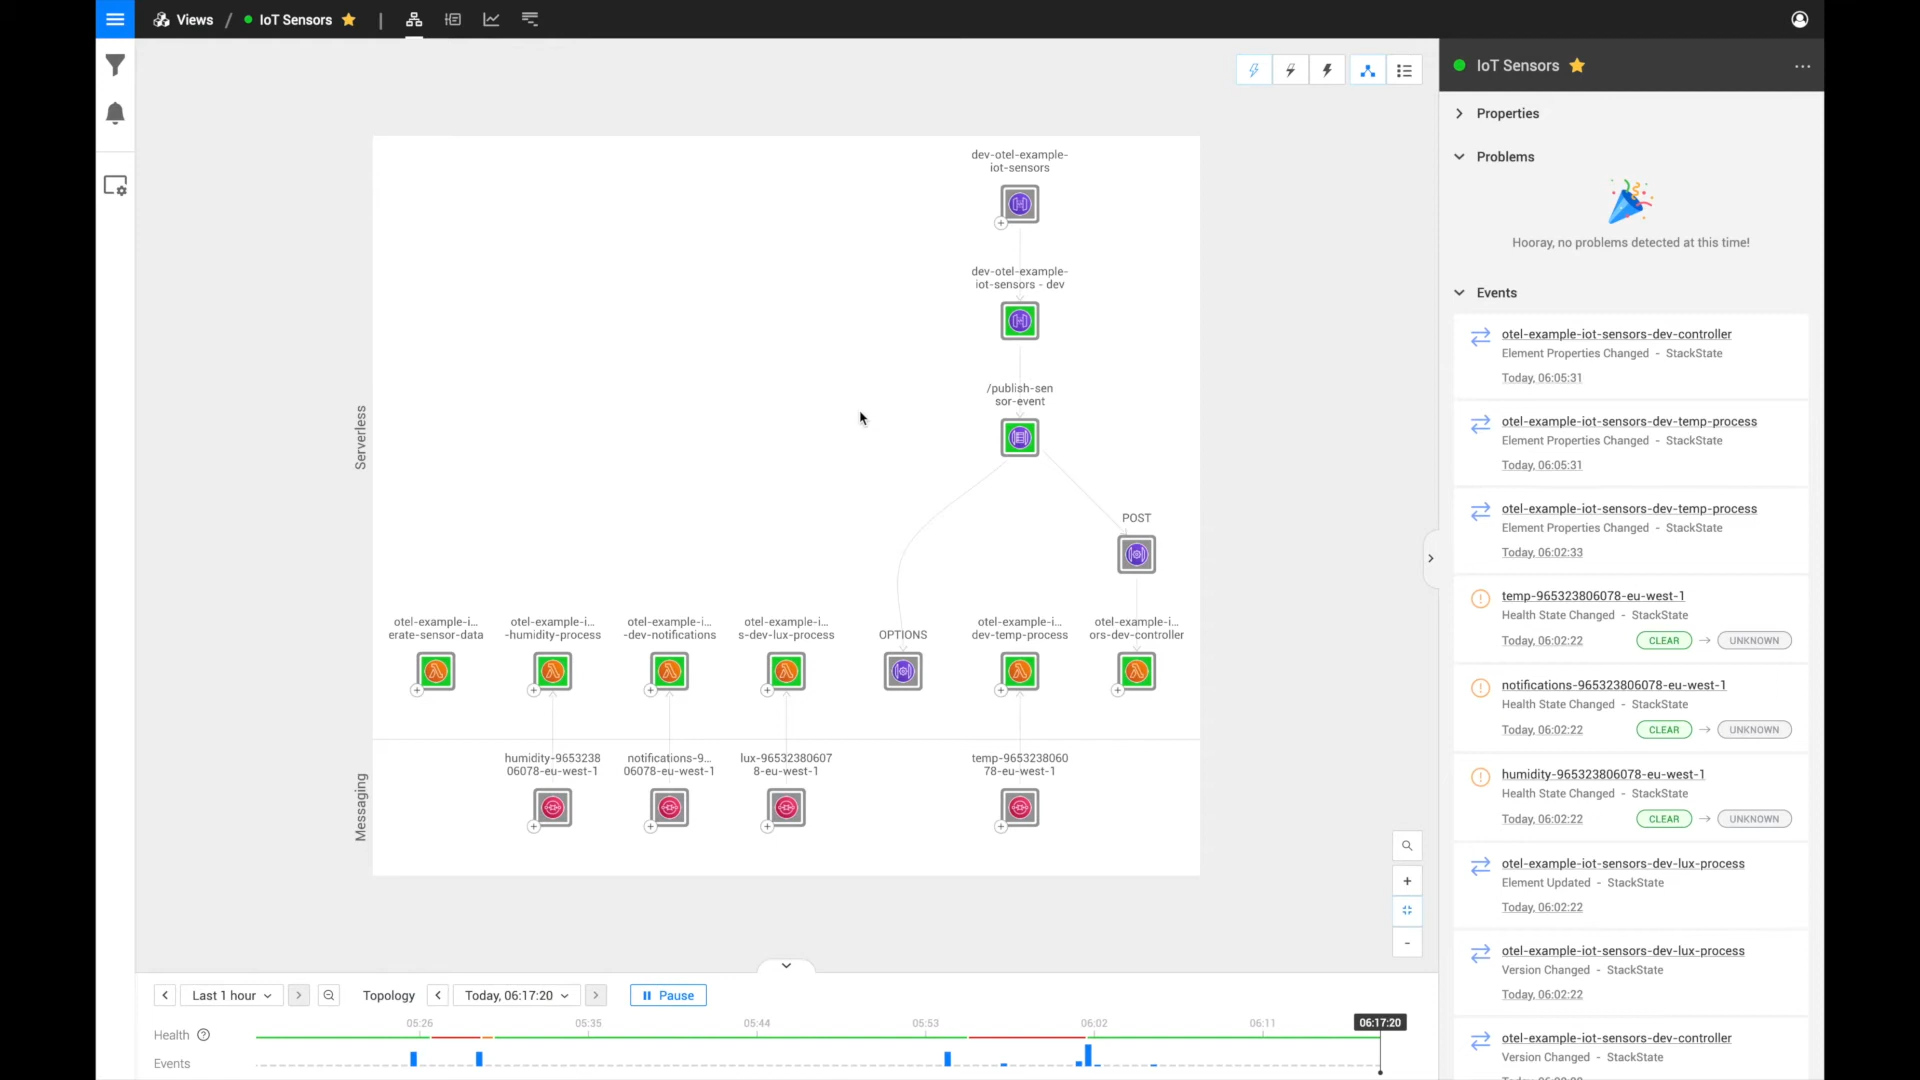 Views / IoT Sensors
IoT Sensors
Properties
Problems
Hooray, no problems detected at this time!
Events
otel-example-iot-sensors-dev-controller
Element Properties Changed - StackState
Today, 06:05:31
otel-example-iot-sensors-dev-temp-process
Element Properties Changed - StackState
Today, 06:05:31
otel-example-iot-sensors-dev-temp-process
Element Properties Changed - StackState
Today, 06:02:33
temp-965323806078-eu-west-1
Health State Changed - StackState
Today, 06:02:22 CLEAR → UNKNOWN
notifications-965323806078-eu-west-1
Health State Changed - StackState
Today, 06:02:22 CLEAR → UNKNOWN
humidity-965323806078-eu-west-1
Health State Changed - StackState
Today, 06:02:22 CLEAR → UNKNOWN
otel-example-iot-sensors-dev-lux-process
Element Updated - StackState
Today, 06:02:22
otel-example-iot-sensors-dev-lux-process
Version Changed - StackState
Today, 06:02:22
otel-example-iot-sensors-dev-controller
Version Changed - StackState
dev-otel-example-
iot-sensors
dev-otel-example-
iot-sensors - dev
/publish-sen
sor-event
Serverless
POST
otel-example-i...
erate-sensor-data
otel-example-i...
-humidity-process
otel-example-i...
-dev-notifications
otel-example-i...
s-dev-lux-process
OPTIONS
otel-example-i...
dev-temp-process
otel-example-i...
ors-dev-controller
Messaging
humidity-9653238
06078-eu-west-1
notifications-9...
06078-eu-west-1
lux-96532380607
8-eu-west-1
temp-9653238060
78-eu-west-1
Last 1 hour
Topology
Today, 06:17:20
Pause
05:26 05:35 05:44 05:53 06:02 06:11 06:17:20
Health
Events